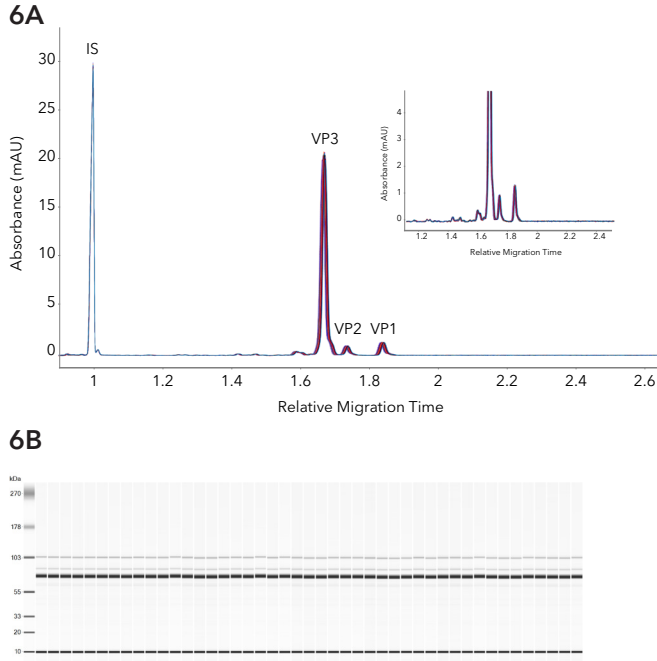 6A
IS
VP3
VP2 VP1
Absorbance (mAU)
30
25
20
15
10
5
0
1 1.2 1.4 1.6 1.8 2 2.2 2.4 2.6
Relative Migration Time
Absorbance (mAU)
4
3
2
1
0
1.2 1.4 1.6 1.8 2 2.2 2.4
Relative Migration Time
6B
kDa
270
178
103
55
33
20
10